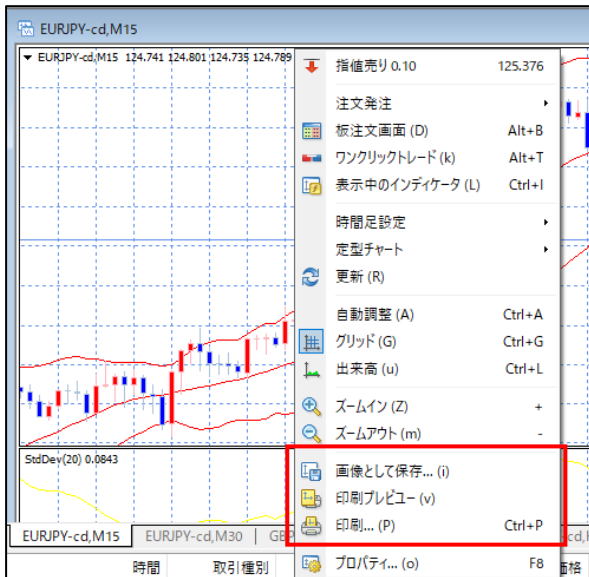 EURJPY-cd,M15
EURJPY-cd,M15 124.741 124.801 124.735 124.789
指値売り 0.10 125.376
注文発注
板注文画面 (D) Alt+B
ワンクリックトレード (k) Alt+T
表示中のインディケータ (L) Ctrl+I
時間足設定
定型チャート
更新 (R)
自動調整 (A) Ctrl+A
グリッド (G) Ctrl+G
出来高 (u) Ctrl+L
ズームイン (Z) +
ズームアウト (m) -
StdDev(20) 0.0843
画像として保存... (i)
印刷プレビュー (v)
印刷... (P) Ctrl+P
EURJPY-cd,M15 EURJPY-cd,M30 GBP
プロパティ... (o) F8
時間 取引種別 価格